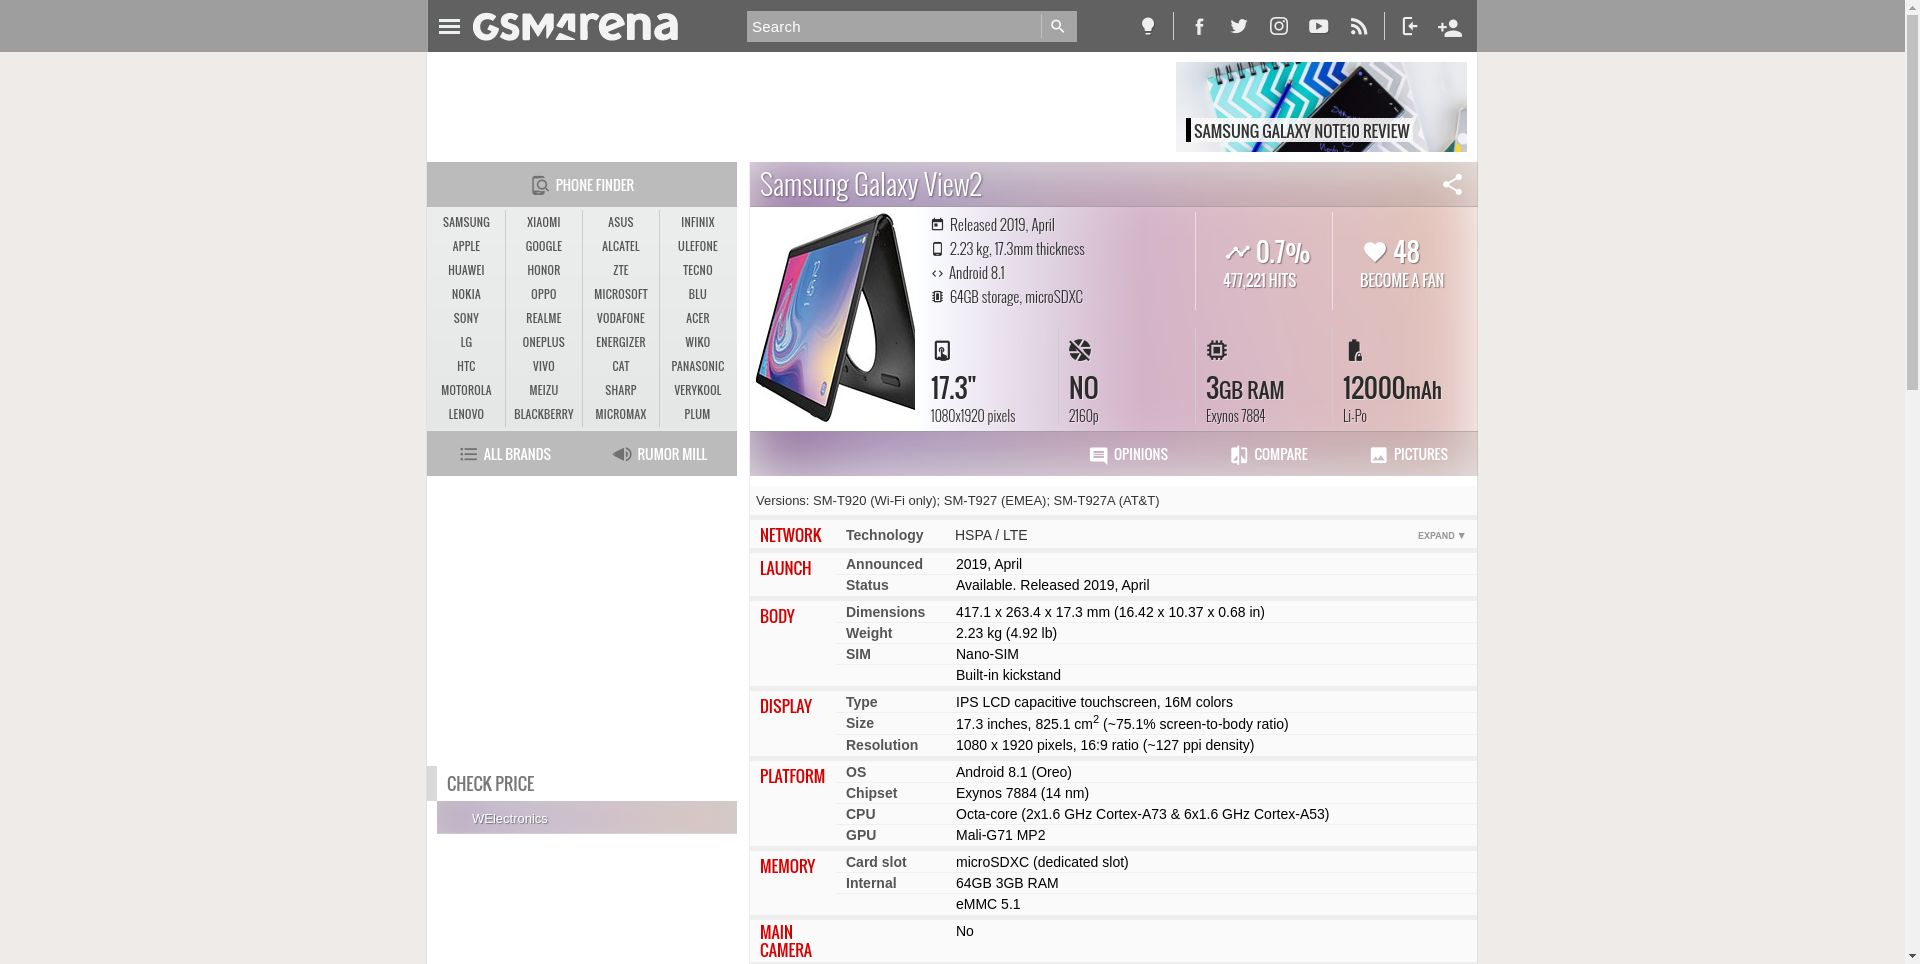 GSMArena
Search
SAMSUNG GALAXY NOTE10 REVIEW
PHONE FINDER
SAMSUNG XIAOMI ASUS INFINIX
APPLE GOOGLE ALCATEL ULEFONE
HUAWEI HONOR ZTE TECNO
NOKIA OPPO MICROSOFT BLU
SONY REALME VODAFONE ACER
LG ONEPLUS ENERGIZER WIKO
HTC VIVO CAT PANASONIC
MOTOROLA MEIZU SHARP VERYKOOL
LENOVO BLACKBERRY MICROMAX PLUM
ALL BRANDS RUMOR MILL
CHECK PRICE
WElectronics
Samsung Galaxy View2
Released 2019, April
2.23 kg, 17.3mm thickness
Android 8.1
64GB storage, microSDXC
0.7%
477,221 HITS
48
BECOME A FAN
17.3"
1080x1920 pixels
NO
2160p
3GB RAM
Exynos 7884
12000mAh
Li-Po
OPINIONS COMPARE PICTURES
Versions: SM-T920 (Wi-Fi only); SM-T927 (EMEA); SM-T927A (AT&T)
NETWORK Technology HSPA / LTE EXPAND ▼
LAUNCH Announced 2019, April
Status Available. Released 2019, April
BODY Dimensions 417.1 x 263.4 x 17.3 mm (16.42 x 10.37 x 0.68 in)
Weight 2.23 kg (4.92 lb)
SIM Nano-SIM
Built-in kickstand
DISPLAY Type IPS LCD capacitive touchscreen, 16M colors
Size 17.3 inches, 825.1 cm2 (~75.1% screen-to-body ratio)
Resolution 1080 x 1920 pixels, 16:9 ratio (~127 ppi density)
PLATFORM OS Android 8.1 (Oreo)
Chipset Exynos 7884 (14 nm)
CPU Octa-core (2x1.6 GHz Cortex-A73 & 6x1.6 GHz Cortex-A53)
GPU Mali-G71 MP2
MEMORY Card slot microSDXC (dedicated slot)
Internal 64GB 3GB RAM
eMMC 5.1
MAIN CAMERA No